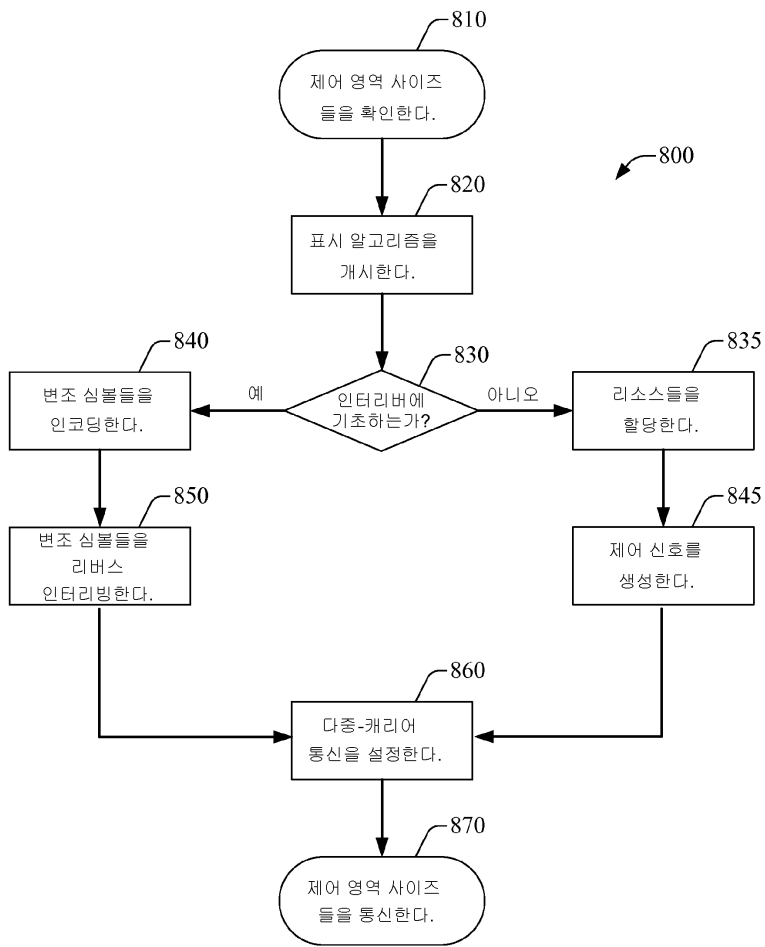 810
제어 영역 사이즈
들을 확인한다.
800
820
표시 알고리즘을
개시한다.
830
인터리버에
기초하는가?
예
아니오
840
변조 심볼들을
인코딩한다.
835
리소스들을
할당한다.
850
변조 심볼들을
리버스
인터리빙한다.
845
제어 신호를
생성한다.
860
다중-캐리어
통신을 설정한다.
870
제어 영역 사이즈
들을 통신한다.